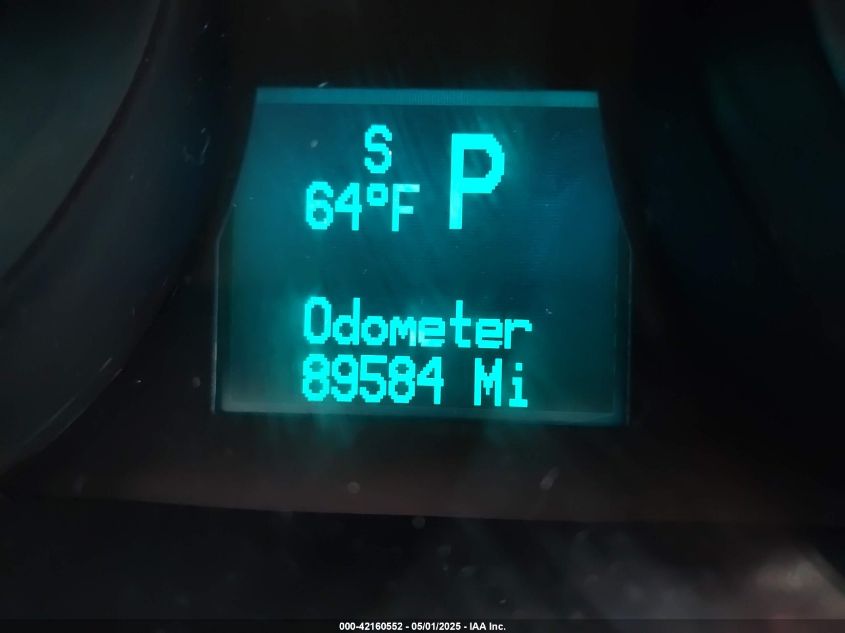 S
64°F P
Odometer
89584 Mi
000-42160552 - 05/01/2025 - IAA Inc.